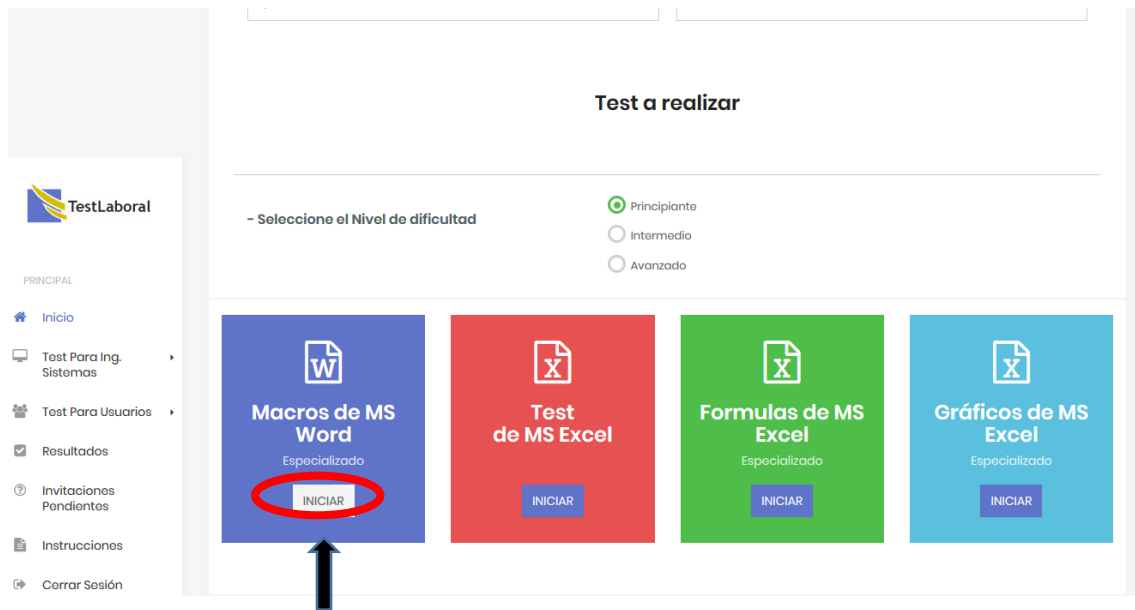 Test a realizar
TestLaboral
- Seleccione el Nivel de dificultad
Principiante
Intermedio
Avanzado
PRINCIPAL
Inicio
Test Para Ing.
Sistemas
Test Para Usuarios
Resultados
Invitaciones
Pendientes
Instrucciones
Cerrar Sesión
W
Macros de MS
Word
Especializado
INICIAR
X
Test
de MS Excel
INICIAR
X
Formulas de MS
Excel
Especializado
INICIAR
X
Gráficos de MS
Excel
Especializado
INICIAR